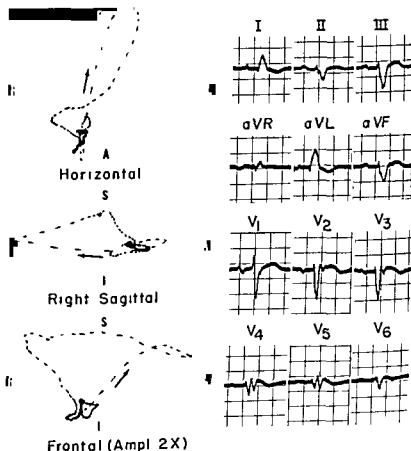 A
Horizontal
S
I
Right Sagittal
S
I
Frontal (Ampl 2X)
I II III
aVR aVL aVF
V1 V2 V3
V4 V5 V6